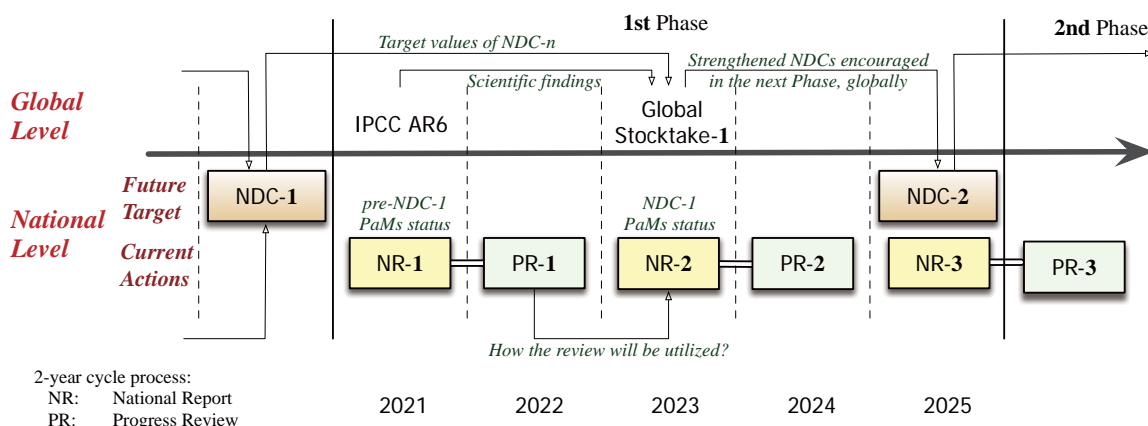 1st Phase
2nd Phase
Target values of NDC-n
Strengthened NDCs encouraged
in the next Phase, globally
Scientific findings
Global
Level
IPCC AR6
Global
Stocktake-1
Future
Target
NDC-1
NDC-2
National
Level
pre-NDC-1
PaMs status
NDC-1
PaMs status
Current
Actions
NR-1
PR-1
NR-2
PR-2
NR-3
PR-3
How the review will be utilized?
2-year cycle process:
NR: National Report
PR: Progress Review
2021
2022
2023
2024
2025